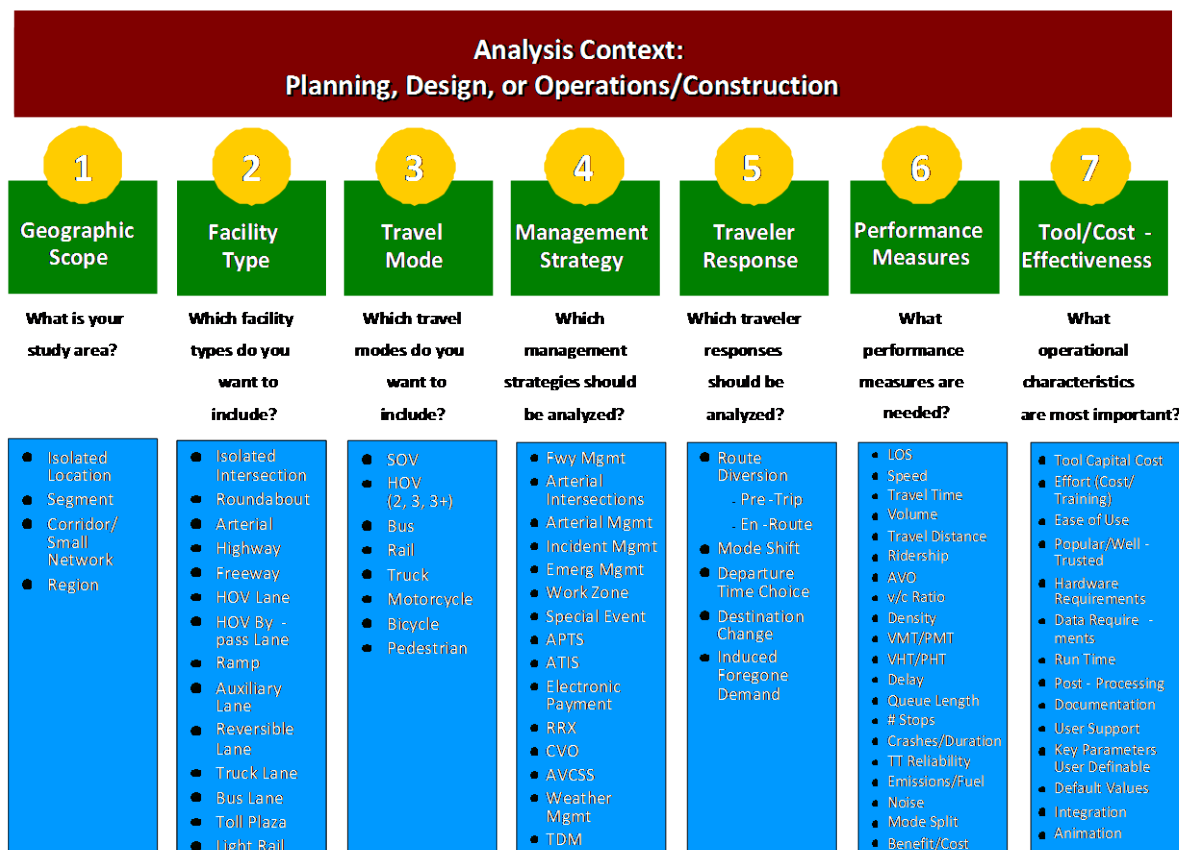 Analysis Context:
Planning, Design, or Operations/Construction
1
Geographic
Scope
What is your
study area?
Isolated
Location
Segment
Corridor/
Small
Network
Region
2
Facility
Type
Which facility
types do you
want to
include?
Isolated
Intersection
Roundabout
Arterial
Highway
Freeway
HOV Lane
HOV By -
pass Lane
Ramp
Auxiliary
Lane
Reversible
Lane
Truck Lane
Bus Lane
Toll Plaza
Light Rail
3
Travel
Mode
Which travel
modes do you
want to
include?
SOV
HOV
(2, 3, 3+)
Bus
Rail
Truck
Motorcycle
Bicycle
Pedestrian
4
Management
Strategy
Which
management
strategies should
be analyzed?
Fwy Mgmt
Arterial
Intersections
Arterial Mgmt
Incident Mgmt
Emerg Mgmt
Work Zone
Special Event
APTS
ATIS
Electronic
Payment
RRX
CVO
AVCSS
Weather
Mgmt
TDM
5
Traveler
Response
Which traveler
responses
should be
analyzed?
Route
Diversion
- Pre -Trip
- En -Route
Mode Shift
Departure
Time Choice
Destination
Change
Induced
Foregone
Demand
6
Performance
Measures
What
performance
measures are
needed?
LOS
Speed
Travel Time
Volume
Travel Distance
Ridership
AVO
v/c Ratio
Density
VMT/PMT
VHT/PHT
Delay
Queue Length
# Stops
Crashes/Duration
TT Reliability
Emissions/Fuel
Noise
Mode Split
Benefit/Cost
7
Tool/Cost -
Effectiveness
What
operational
characteristics
are most important?
Tool Capital Cost
Effort (Cost/
Training)
Ease of Use
Popular/Well -
Trusted
Hardware
Requirements
Data Require -
ments
Run Time
Post - Processing
Documentation
User Support
Key Parameters
User Definable
Default Values
Integration
Animation